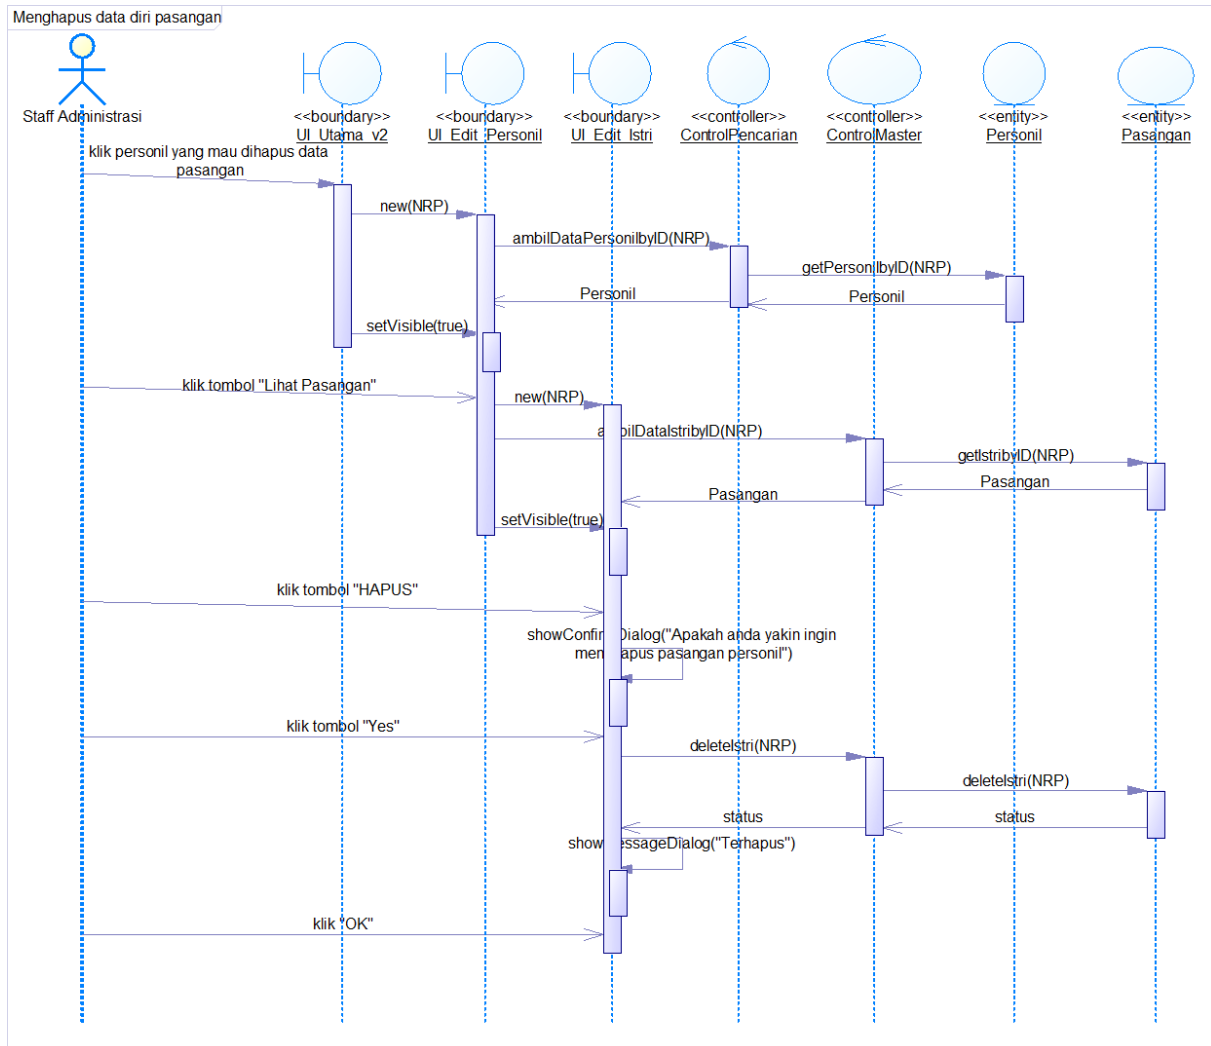 Menghapus data diri pasangan
Staff Administrasi
<<boundary>>
UI_Utama_v2
<<boundary>>
UI_Edit_Personil
<<boundary>>
UI_Edit_Istri
<<controller>>
ControlPencarian
<<controller>>
ControlMaster
<<entity>>
Personil
<<entity>>
Pasangan
klik personil yang mau dihapus data
pasangan
new(NRP)
ambilDataPersonilbyID(NRP)
getPersonilbyID(NRP)
Personil
Personil
setVisible(true)
klik tombol "Lihat Pasangan"
new(NRP)
ambilDataIstribyID(NRP)
getIstribyID(NRP)
Pasangan
Pasangan
setVisible(true)
klik tombol "HAPUS"
showConfirmDialog("Apakah anda yakin ingin
menghapus pasangan personil")
klik tombol "Yes"
deleteIstri(NRP)
deleteIstri(NRP)
status
status
showMessageDialog("Terhapus")
klik "OK"